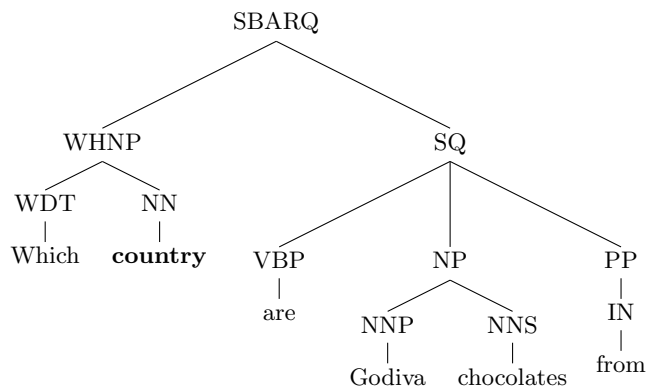 SBARQ
WHNP SQ
WDT NN
Which country
VBP NP PP
are
IN
NNP NNS
from
Godiva chocolates